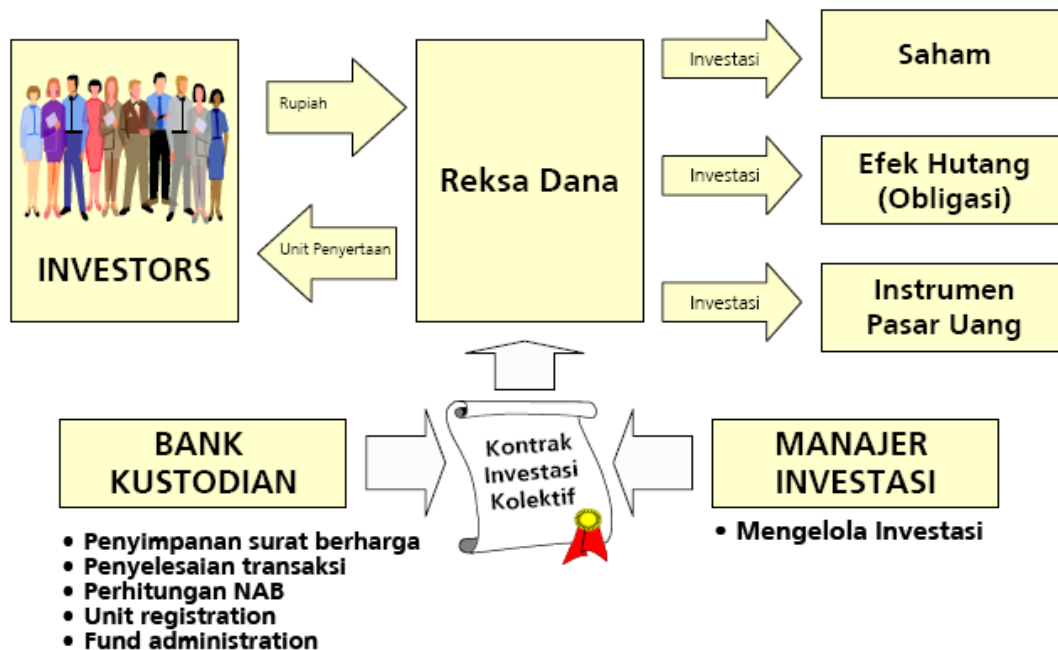 INVESTORS
Rupiah
Unit Penyertaan
Reksa Dana
Investasi
Saham
Investasi
Efek Hutang
(Obligasi)
Investasi
Instrumen
Pasar Uang
BANK
KUSTODIAN
• Penyimpanan surat berharga
• Penyelesaian transaksi
• Perhitungan NAB
• Unit registration
• Fund administration
Kontrak
Investasi
Kolektif
MANAJER
INVESTASI
• Mengelola Investasi